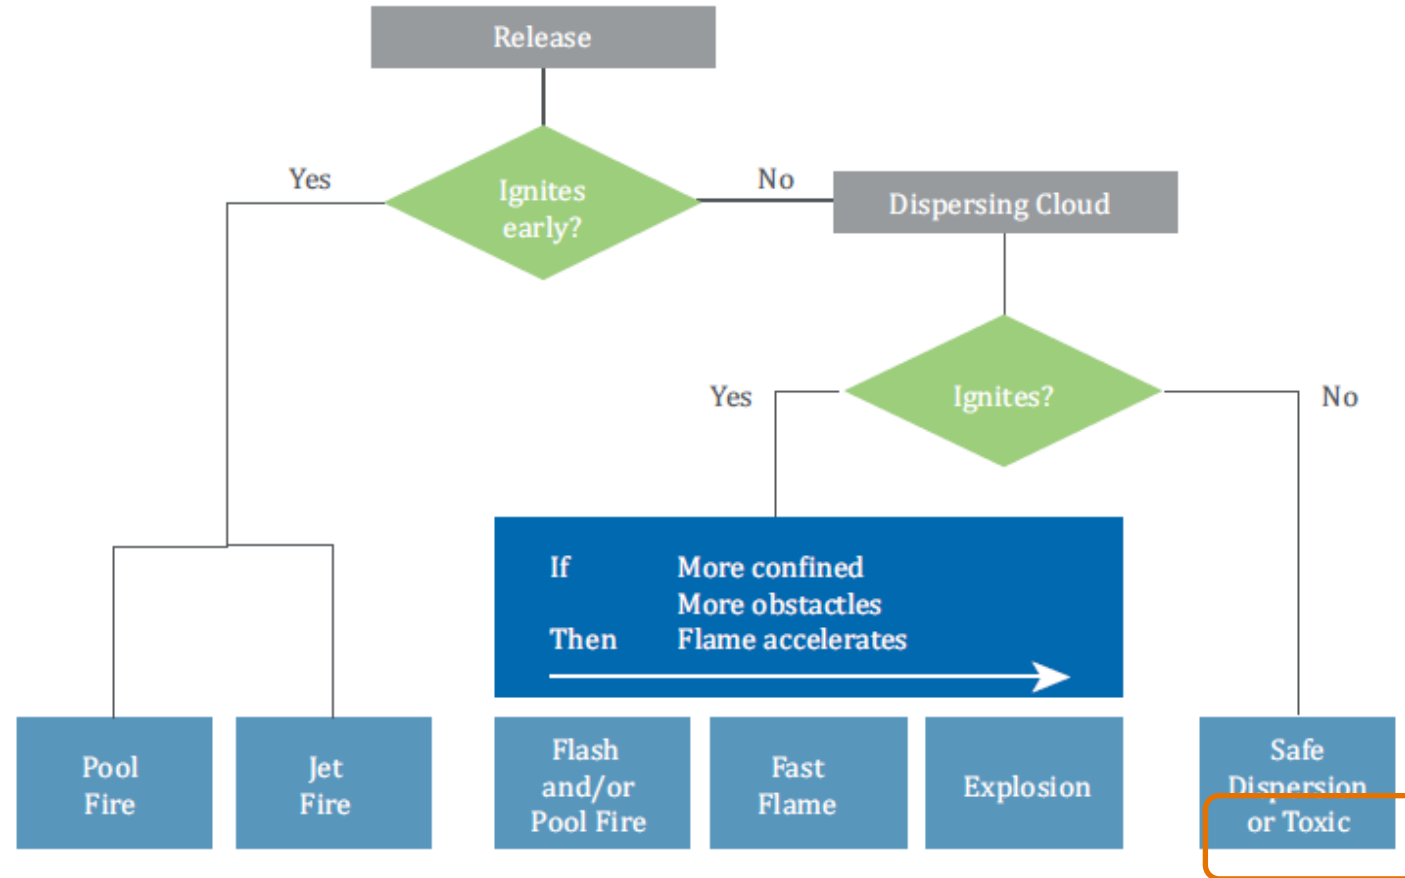 Release
Yes
Ignites
early?
No
Dispersing Cloud
Yes
Ignites?
No
If More confined
More obstactles
Then Flame accelerates
Pool
Fire
Jet
Fire
Flash
and/or
Pool Fire
Fast
Flame
Explosion
Safe
Dispersion
or Toxic